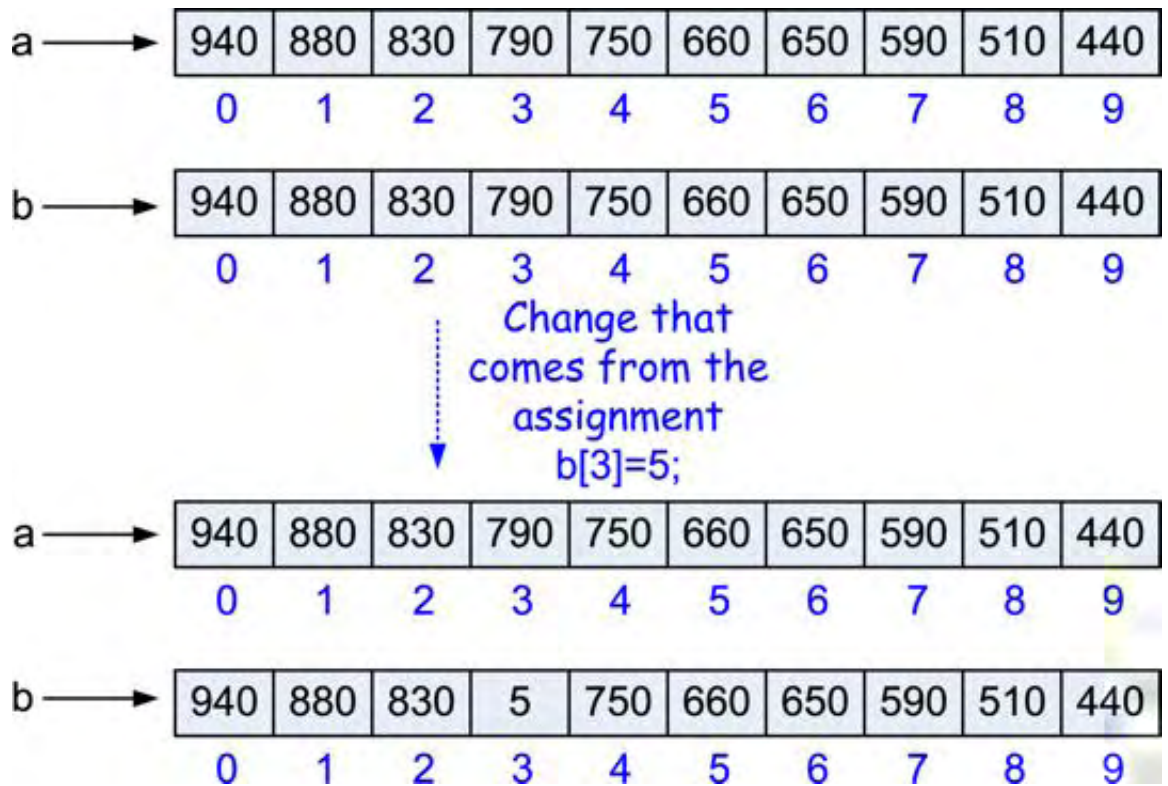 a 940 880 830 790 750 660 650 590 510 440
0 1 2 3 4 5 6 7 8 9
b 940 880 830 790 750 660 650 590 510 440
0 1 2 3 4 5 6 7 8 9
Change that
comes from the
assignment
b[3]=5;
a 940 880 830 790 750 660 650 590 510 440
0 1 2 3 4 5 6 7 8 9
b 940 880 830 5 750 660 650 590 510 440
0 1 2 3 4 5 6 7 8 9